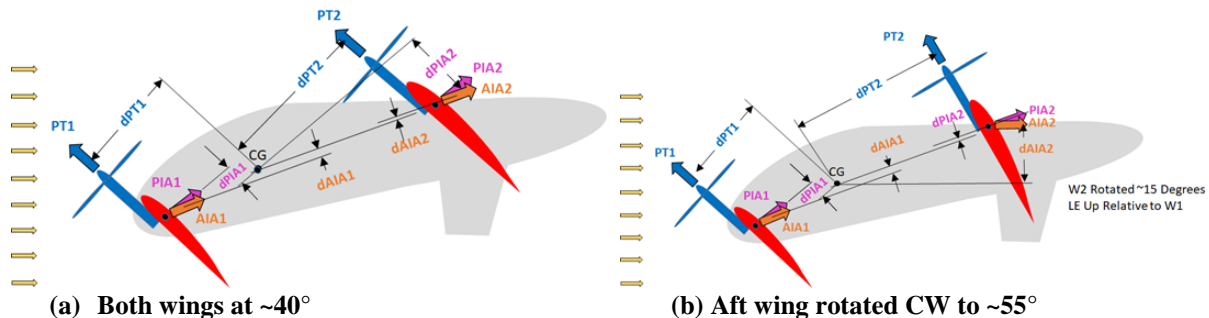 PT2
dPT2
dPIA2
PIA2
AIA2
dPT1
PT1
CG
dAIA2
PIA1
dPIA1
dAIA1
AIA1
(a) Both wings at ~40°
PT2
dPT2
PIA2
AIA2
dPT1
dPIA2
dAIA1
dAIA2
PT1
CG
PIA1
dPIA1
AIA1
W2 Rotated ~15 Degrees
LE Up Relative to W1
(b) Aft wing rotated CW to ~55°